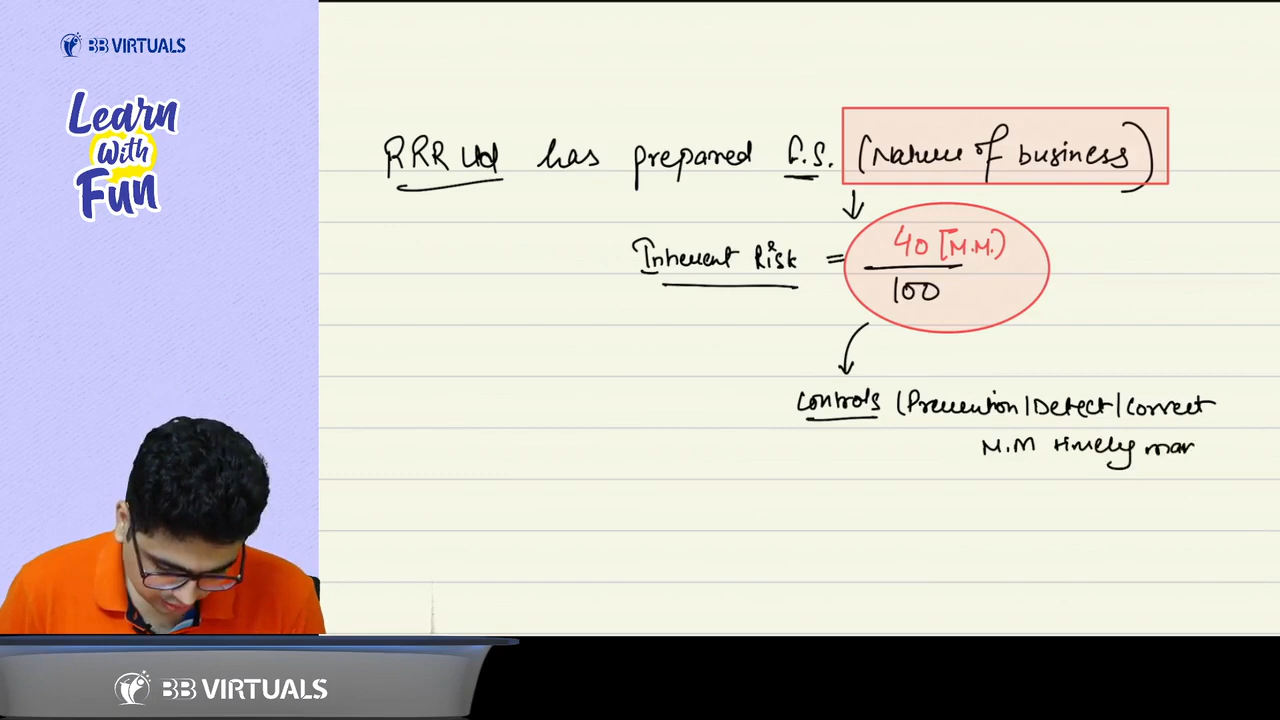 BB VIRTUALS
Learn
with
Fun
RRR Ltd has prepared F.S. (Nature of business)
Inherent Risk = 40 [M.M.)
100
Controls (Prevention/Detect/Correct
M.M timely man
BB VIRTUALS